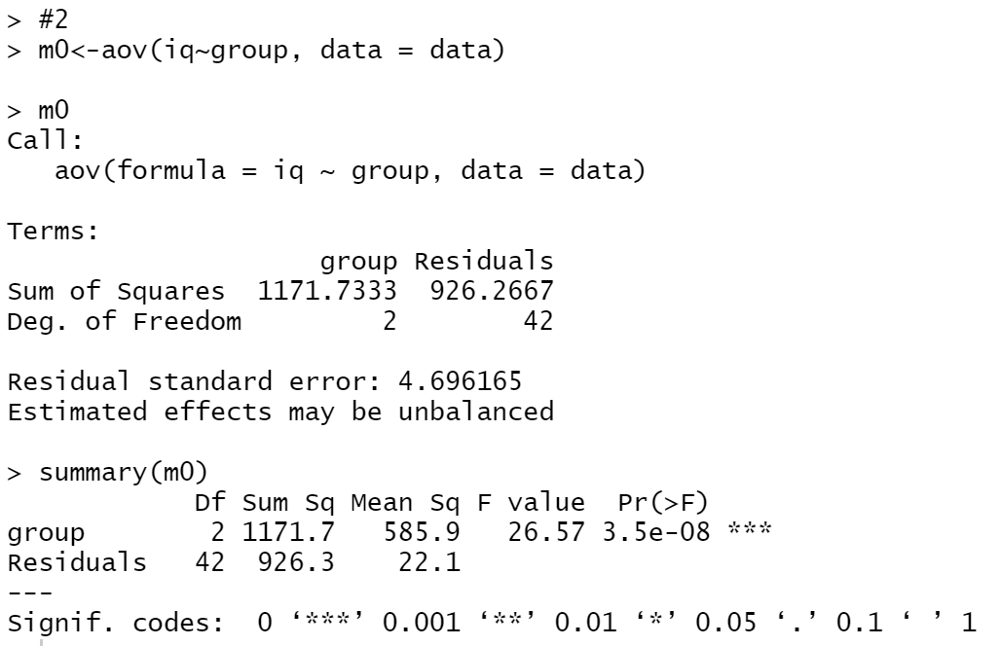 > #2
> m0<-aov(iq~group, data = data)
> m0
Call:
   aov(formula = iq ~ group, data = data)
Terms:
                    group Residuals
Sum of Squares  1171.7333  926.2667
Deg. of Freedom         2        42
Residual standard error: 4.696165
Estimated effects may be unbalanced
> summary(m0)
            Df Sum Sq Mean Sq F value  Pr(>F)
group        2 1171.7   585.9   26.57 3.5e-08 ***
Residuals   42  926.3    22.1
---
Signif. codes:  0 ‘***’ 0.001 ‘**’ 0.01 ‘*’ 0.05 ‘.’ 0.1 ‘ ’ 1